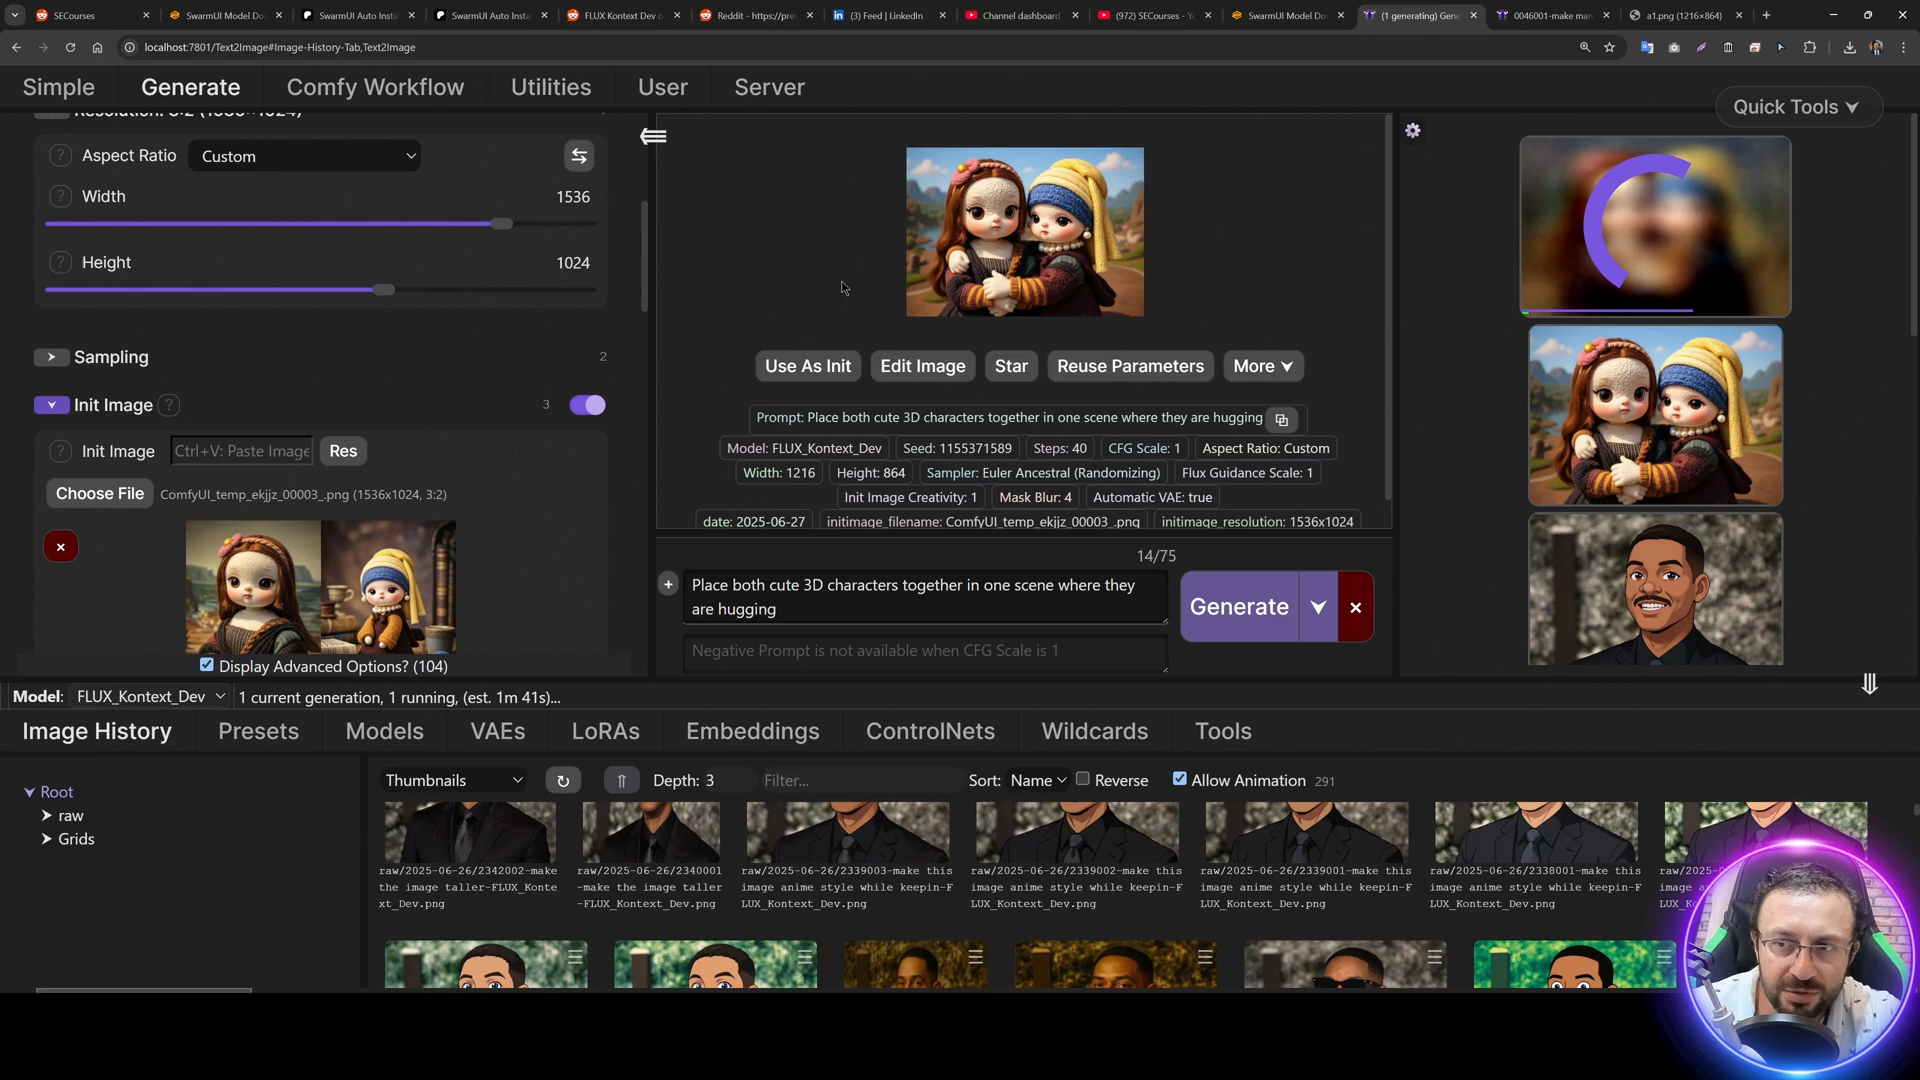 SECourses
SwarmUI Model Do
SwarmUI Auto Insta
SwarmUI Auto Insta
FLUX Kontext Dev o
Reddit - https://pre
(3) Feed | LinkedIn
Channel dashboard
(972) SECourses - Yo
SwarmUI Model Do
(1 generating) Gene
0046001-make man
a1.png (1216×864)
localhost:7801/Text2Image#Image-History-Tab,Text2Image
Simple
Generate
Comfy Workflow
Utilities
User
Server
Quick Tools
Aspect Ratio
Custom
Width
1536
Height
1024
Sampling
2
Init Image
?
3
Init Image
Ctrl+V: Paste Image
Res
Choose File
ComfyUI_temp_ekjjz_00003_.png (1536x1024, 3:2)
Display Advanced Options? (104)
Use As Init
Edit Image
Star
Reuse Parameters
More
Prompt: Place both cute 3D characters together in one scene where they are hugging
Model: FLUX_Kontext_Dev
Seed: 1155371589
Steps: 40
CFG Scale: 1
Aspect Ratio: Custom
Width: 1216
Height: 864
Sampler: Euler Ancestral (Randomizing)
Flux Guidance Scale: 1
Init Image Creativity: 1
Mask Blur: 4
Automatic VAE: true
date: 2025-06-27
initimage_filename: ComfyUI_temp_ekjjz_00003_.png
initimage_resolution: 1536x1024
14/75
Place both cute 3D characters together in one scene where they
are hugging
Negative Prompt is not available when CFG Scale is 1
Generate
Model: FLUX_Kontext_Dev
1 current generation, 1 running, (est. 1m 41s)...
Image History
Presets
Models
VAEs
LoRAs
Embeddings
ControlNets
Wildcards
Tools
Root
raw
Grids
Thumbnails
Depth: 3
Filter...
Sort: Name
Reverse
Allow Animation
291
raw/2025-06-26/2342002-make
the image taller-FLUX_Konte
xt_Dev.png
raw/2025-06-26/2340001
-make the image taller
-FLUX_Kontext_Dev.png
raw/2025-06-26/2339003-make this
image anime style while keepin-F
LUX_Kontext_Dev.png
raw/2025-06-26/2339002-make this
image anime style while keepin-F
LUX_Kontext_Dev.png
raw/2025-06-26/2339001-make this
image anime style while keepin-F
LUX_Kontext_Dev.png
raw/2025-06-26/2338001-make this
image anime style while keepin-F
LUX_Kontext_Dev.png